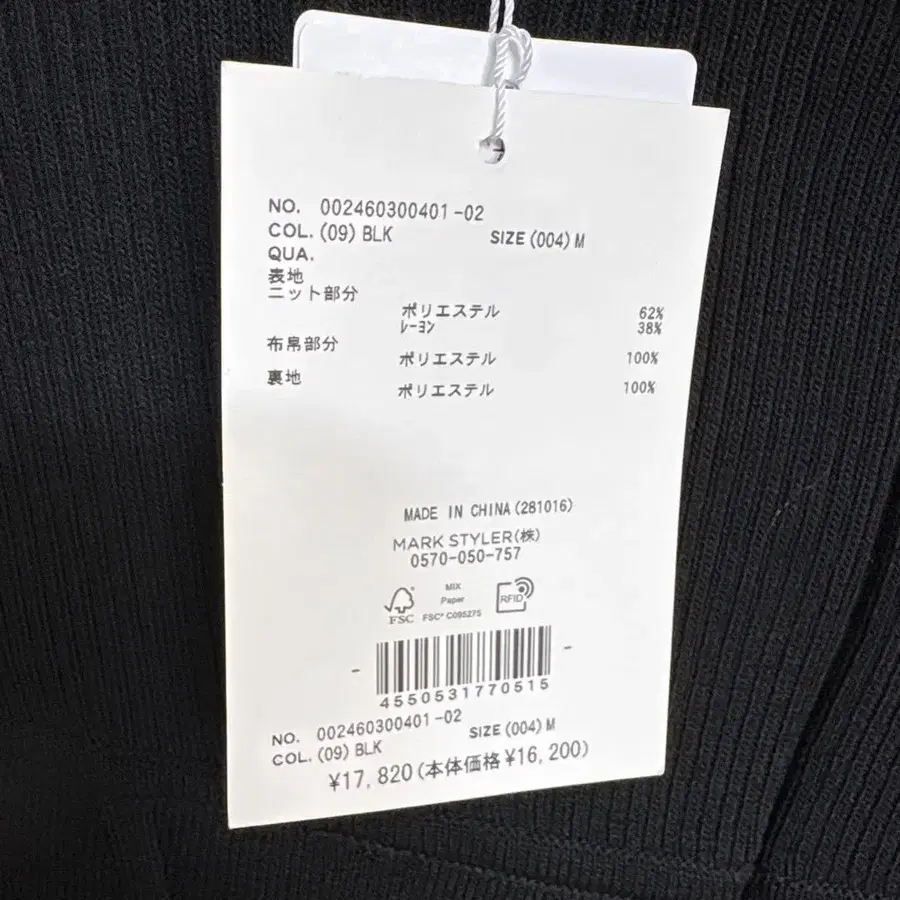 NO. 002460300401-02
COL. (09) BLK SIZE (004) M
QUA.
表地
ニット部分
ポリエステル 62%
ﾚｰﾖﾝ 38%
布帛部分
ポリエステル 100%
裏地
ポリエステル 100%
MADE IN CHINA (281016)
MARK STYLER(株)
0570-050-757
FSC
MIX
Paper
FSC® C095275
RFID
4550531770515
NO. 002460300401-02
COL. (09) BLK SIZE (004) M
¥17,820(本体価格¥16,200)